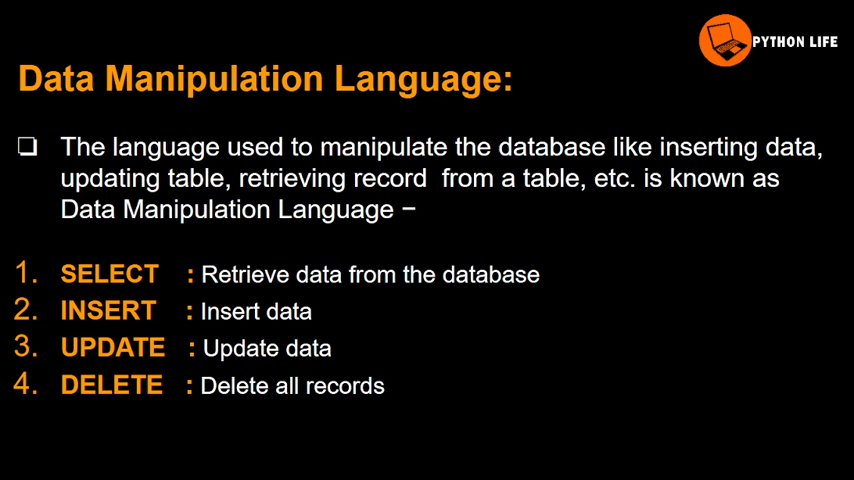 PYTHON LIFE
Data Manipulation Language:
❏ The language used to manipulate the database like inserting data,
updating table, retrieving record from a table, etc. is known as
Data Manipulation Language −
1. SELECT : Retrieve data from the database
2. INSERT : Insert data
3. UPDATE : Update data
4. DELETE : Delete all records